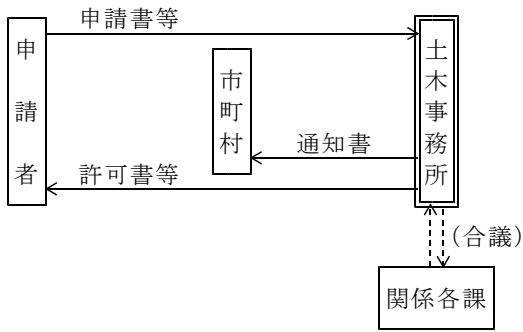 申請書等
申請者
市町村
土木事務所
通知書
許可書等
(合議)
関係各課